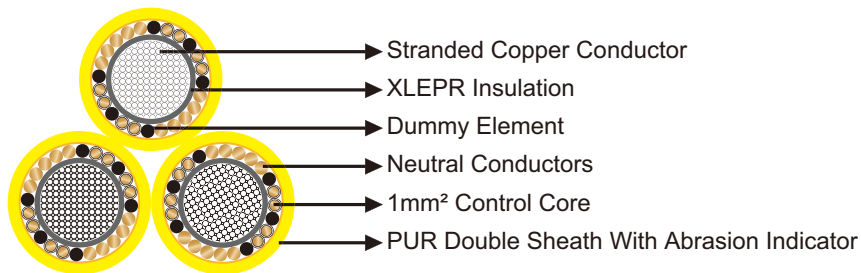 Stranded Copper Conductor
XLEPR Insulation
Dummy Element
Neutral Conductors
1mm² Control Core
PUR Double Sheath With Abrasion Indicator